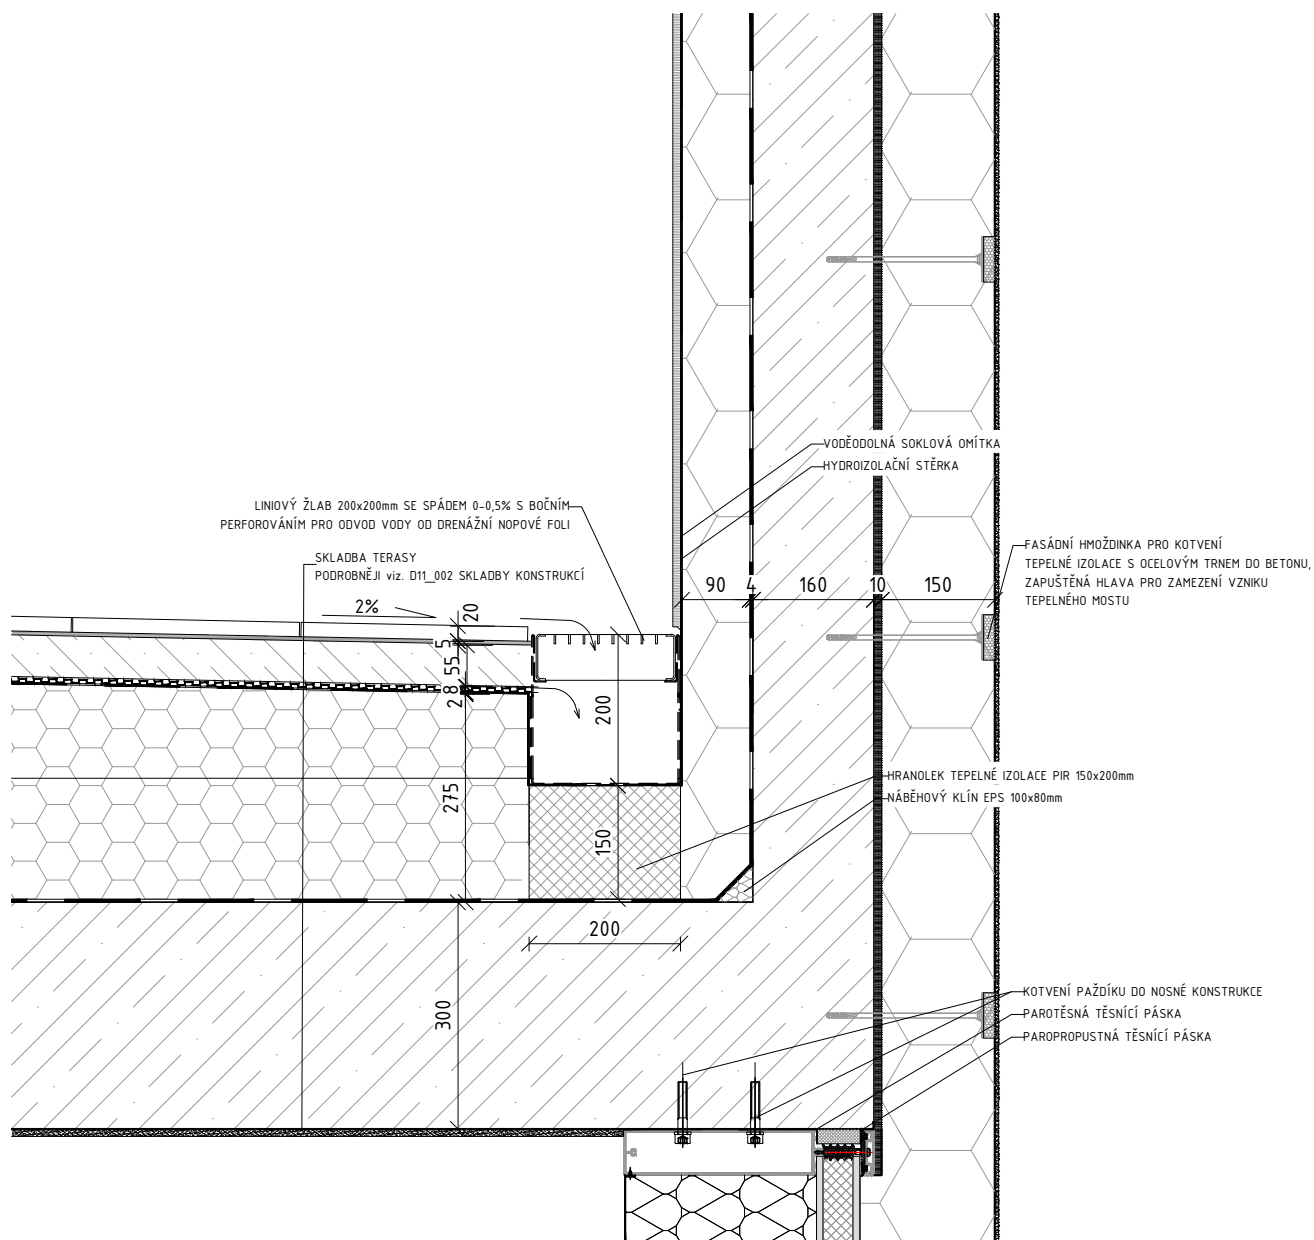 VODĚODOLNÁ SOKLOVÁ OMÍTKA
HYDROIZOLAČNÍ STĚRKA
LINIOVÝ ŽLAB 200x200mm SE SPÁDEM 0-0,5% S BOČNÍM
PERFOROVÁNÍM PRO ODVOD VODY OD DRENÁŽNÍ NOPOVÉ FOLI
SKLADBA TERASY
PODROBNĚJI viz. D11_002 SKLADBY KONSTRUKCÍ
FASÁDNÍ HMOŽDINKA PRO KOTVENÍ
TEPELNÉ IZOLACE S OCELOVÝM TRNEM DO BETONU,
ZAPUŠTĚNÁ HLAVA PRO ZAMEZENÍ VZNIKU
TEPELNÉHO MOSTU
90 4 160 10 150
2%
20
5
55
8
2
200
275
150
HRANOLEK TEPELNÉ IZOLACE PIR 150x200mm
NÁBĚHOVÝ KLÍN EPS 100x80mm
200
300
KOTVENÍ PAŽDÍKU DO NOSNÉ KONSTRUKCE
PAROTĚSNÁ TĚSNÍCÍ PÁSKA
PAROPROPUSTNÁ TĚSNÍCÍ PÁSKA